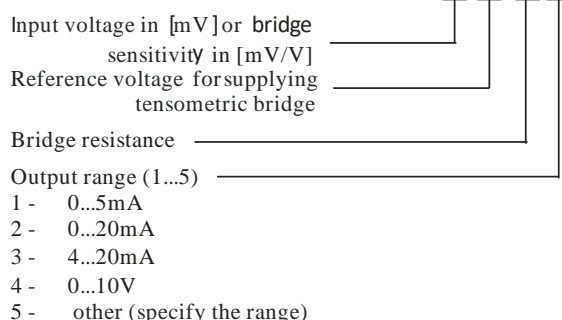 Input voltage in [mV] or bridge
sensitivity in [mV/V]
Reference voltage for supplying
tensometric bridge
Bridge resistance
Output range (1...5)
1 - 0...5mA
2 - 0...20mA
3 - 4...20mA
4 - 0...10V
5 - other (specify the range)